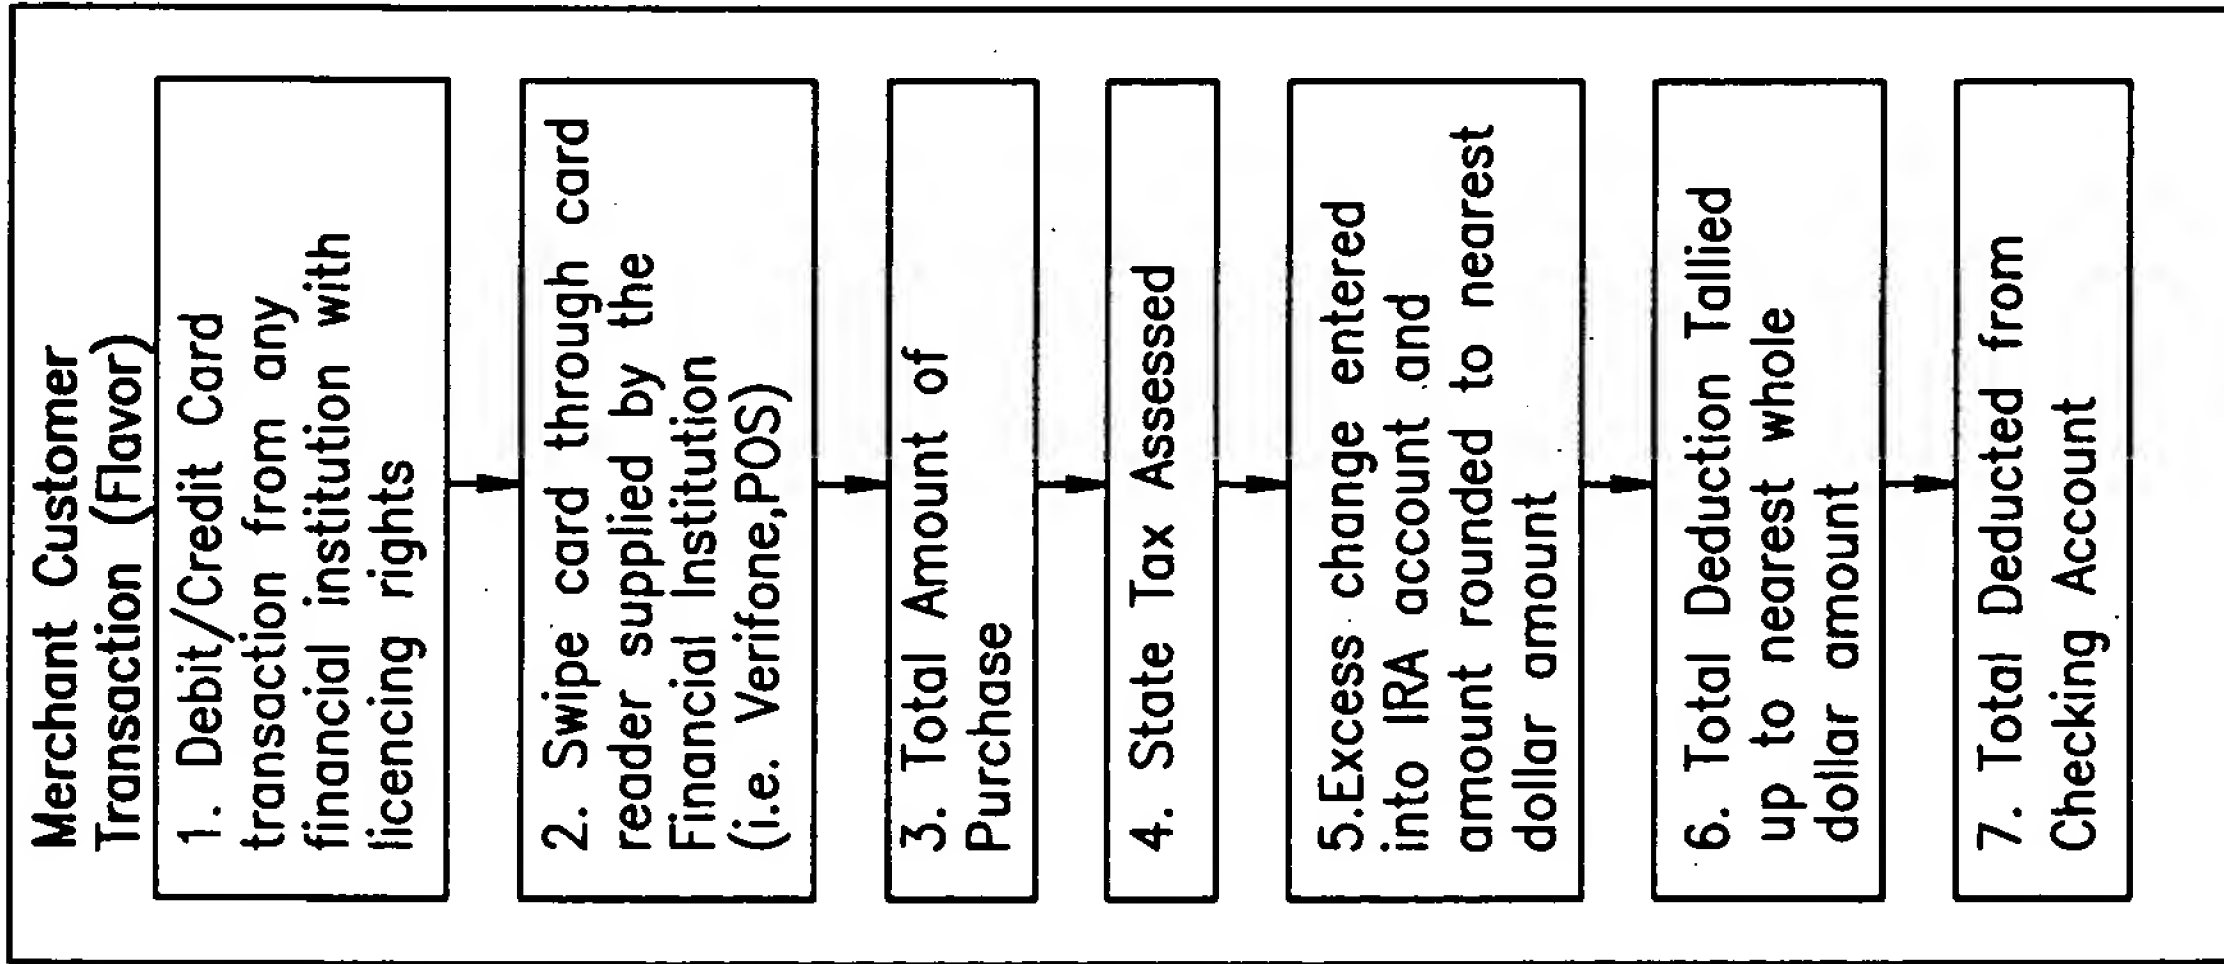 Merchant Customer
Transaction (Flavor)
1. Debit/Credit Card
transaction from any
financial institution with
licencing rights
2. Swipe card through card
reader supplied by the
Financial Institution
(i.e. Verifone,POS)
3. Total Amount of
Purchase
4. State Tax Assessed
5.Excess change entered
into IRA account and
amount rounded to nearest
dollar amount
6. Total Deduction Tallied
up to nearest whole
dollar amount
7. Total Deducted from
Checking Account